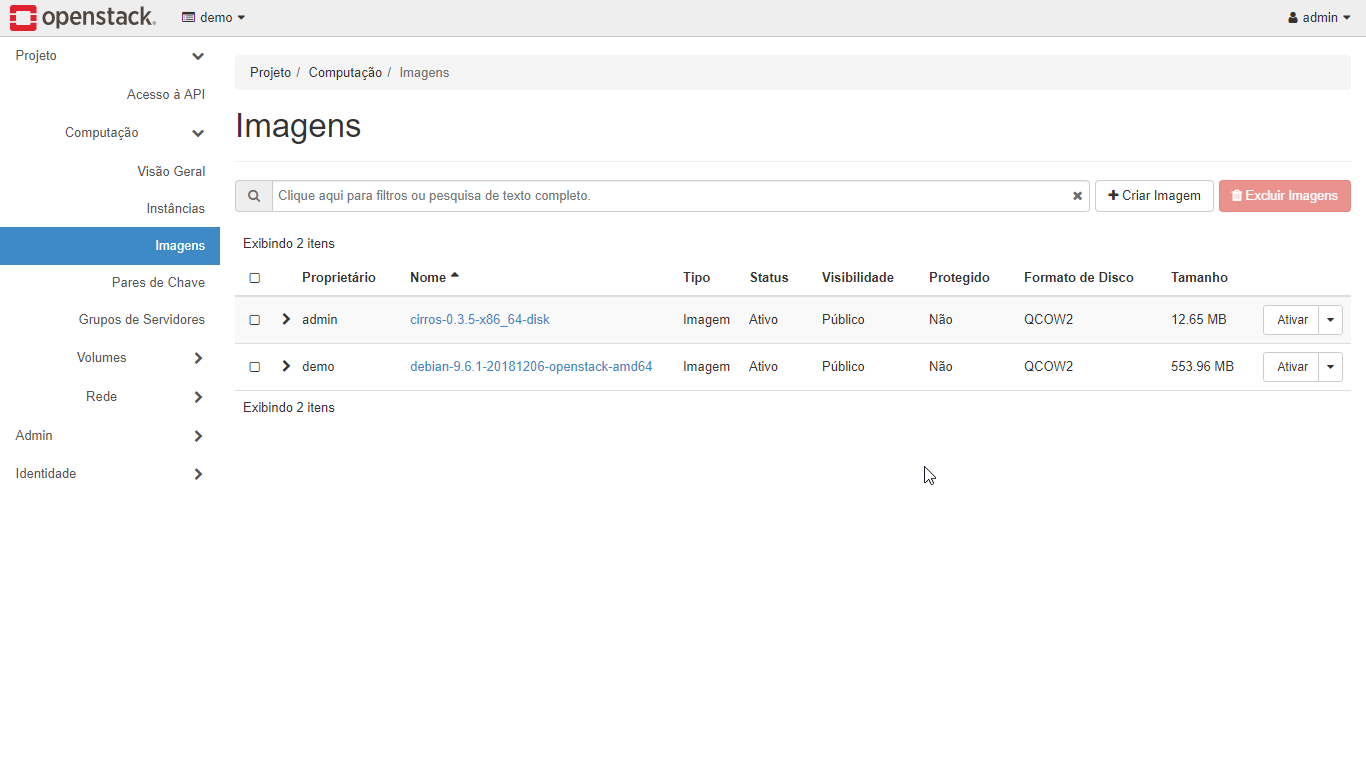 openstack. demo admin
Projeto
Acesso à API
Computação
Visão Geral
Instâncias
Imagens
Pares de Chave
Grupos de Servidores
Volumes
Rede
Admin
Identidade
Projeto / Computação / Imagens
Imagens
Clique aqui para filtros ou pesquisa de texto completo. Criar Imagem Excluir Imagens
Exibindo 2 itens
Proprietário Nome Tipo Status Visibilidade Protegido Formato de Disco Tamanho
admin cirros-0.3.5-x86_64-disk Imagem Ativo Público Não QCOW2 12.65 MB Ativar
demo debian-9.6.1-20181206-openstack-amd64 Imagem Ativo Público Não QCOW2 553.96 MB Ativar
Exibindo 2 itens